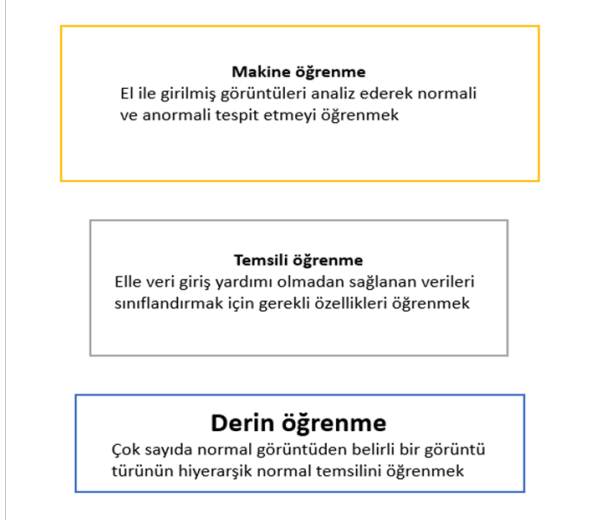 Makine öğrenme
El ile girilmiş görüntüleri analiz ederek normali
ve anormali tespit etmeyi öğrenmek
Temsili öğrenme
Elle veri giriş yardımı olmadan sağlanan verileri
sınıflandırmak için gerekli özellikleri öğrenmek
Derin öğrenme
Çok sayıda normal görüntüden belirli bir görüntü
türünün hiyerarşik normal temsilini öğrenmek